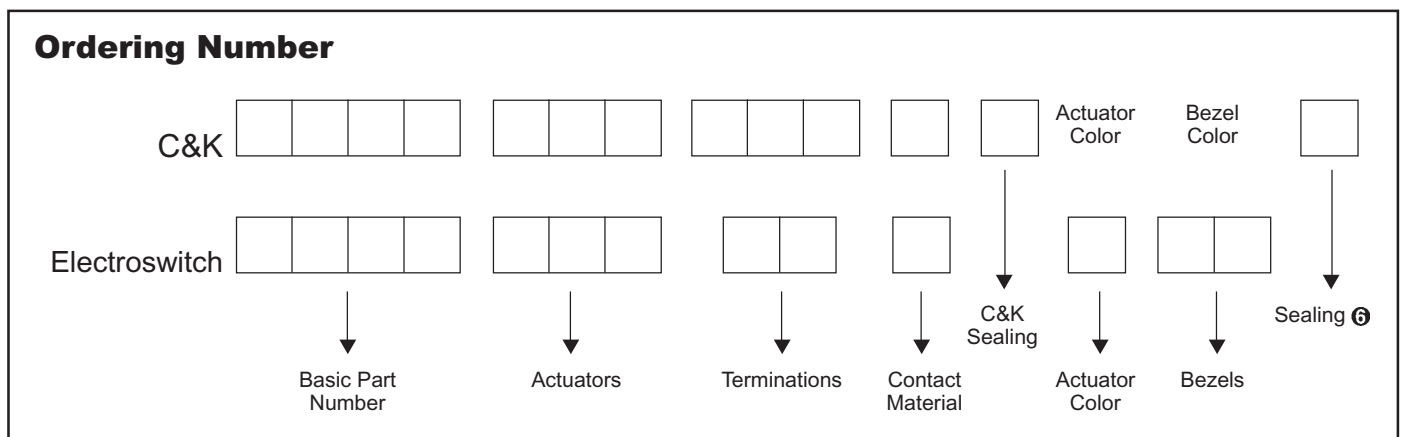 Ordering Number
C&K
Actuator
Color
Bezel
Color
Electroswitch
C&K
Sealing
Sealing ❻
Basic Part
Number
Actuators
Terminations
Contact
Material
Actuator
Color
Bezels